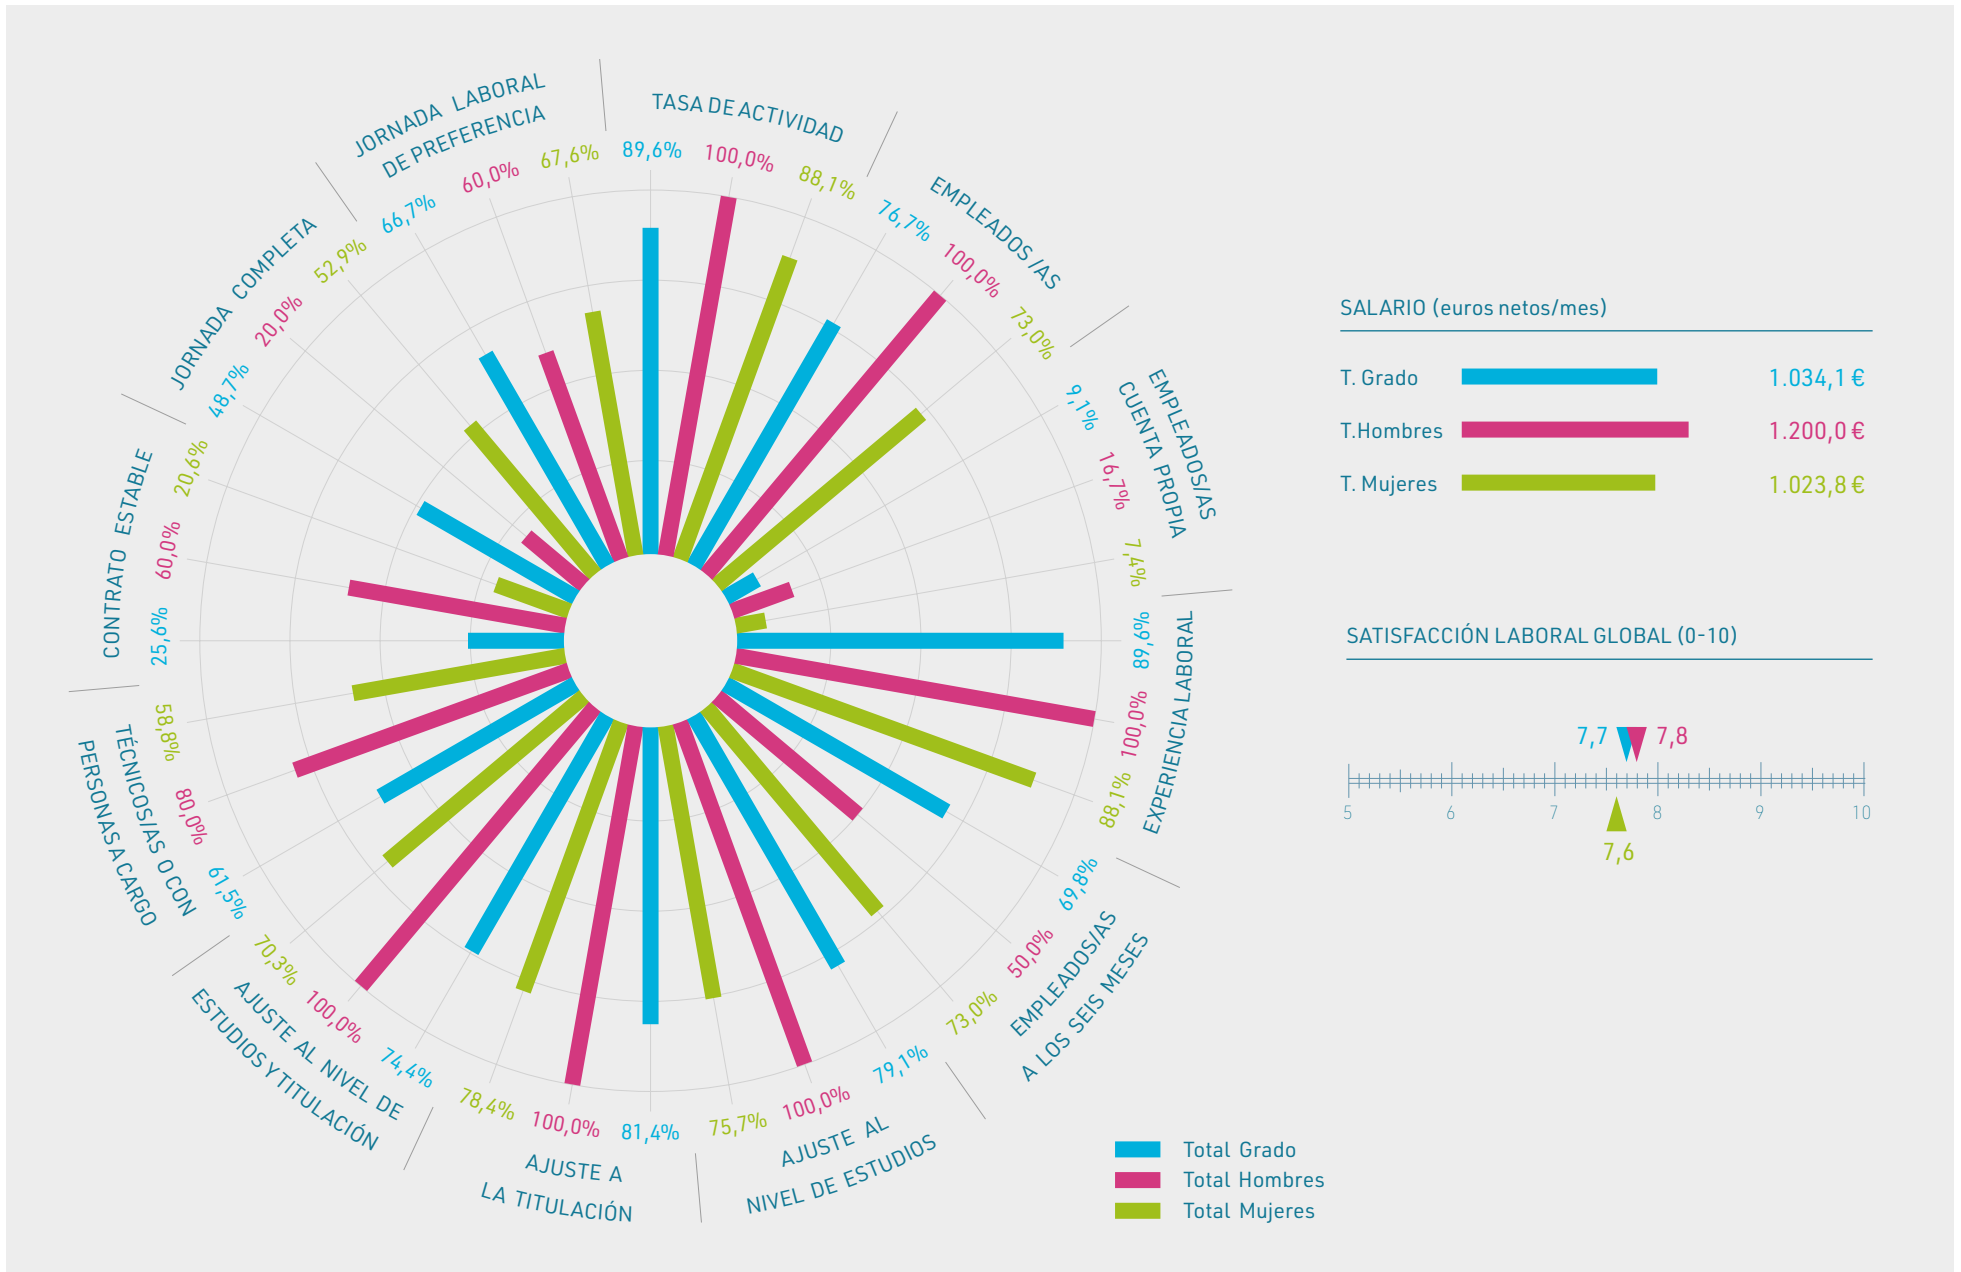 TASA DE ACTIVIDAD
89,6%
100,0%
88,1%
EMPLEADOS /AS
76,7%
100,0%
73,0%
EMPLEADOS/AS
CUENTA PROPIA
9,1%
16,7%
7,4%
EXPERIENCIA LABORAL
89,6%
100,0%
88,1%
EMPLEADOS/AS
A LOS SEIS MESES
69,8%
50,0%
73,0%
AJUSTE AL
NIVEL DE ESTUDIOS
79,1%
100,0%
75,7%
AJUSTE A
LA TITULACIÓN
81,4%
100,0%
78,4%
AJUSTE AL NIVEL DE
ESTUDIOS Y TITULACIÓN
74,4%
100,0%
70,3%
TÉCNICOS/AS O CON
PERSONAS A CARGO
61,5%
80,0%
58,8%
CONTRATO ESTABLE
25,6%
60,0%
20,6%
JORNADA COMPLETA
48,7%
20,0%
52,9%
JORNADA LABORAL
DE PREFERENCIA
66,7%
60,0%
67,6%
SALARIO (euros netos/mes)
T. Grado 1.034,1 €
T.Hombres 1.200,0 €
T. Mujeres 1.023,8 €
SATISFACCIÓN LABORAL GLOBAL (0-10)
7,7 7,8
5 6 7 8 9 10
7,6
Total Grado
Total Hombres
Total Mujeres